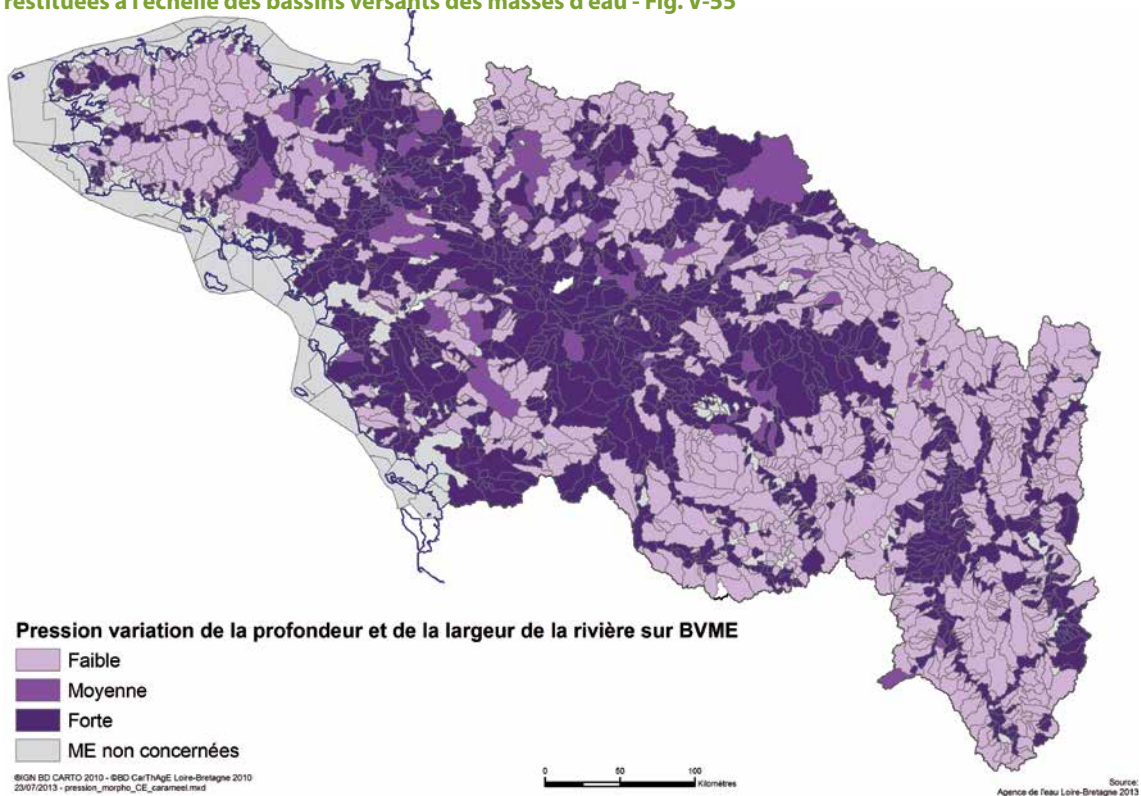 restituées à l'échelle des bassins versants des masses d'eau - Fig. V-55
Pression variation de la profondeur et de la largeur de la rivière sur BVME
Faible
Moyenne
Forte
ME non concernées
©IGN BD CARTO 2010 - ©BD CarThAgE Loire-Bretagne 2010
23/07/2013 - pression_morpho_CE_carameel.mxd
0 50 100
Kilomètres
Source:
Agence de l'eau Loire-Bretagne 2013